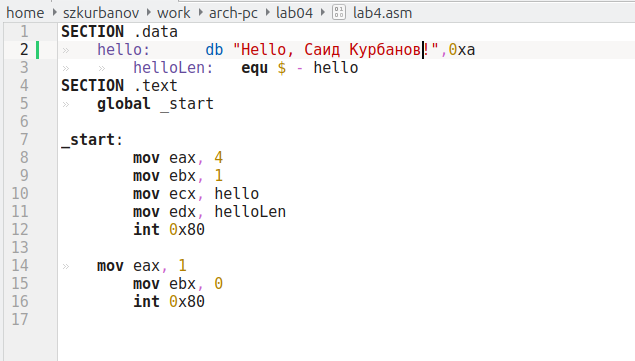 home › szkurbanov › work › arch-pc › lab04 › lab4.asm
1 SECTION .data
2 » hello: db "Hello, Саид Курбанов!",0xa
3 » » helloLen: equ $ - hello
4 SECTION .text
5 » global _start
6
7 _start:
8 mov eax, 4
9 mov ebx, 1
10 mov ecx, hello
11 mov edx, helloLen
12 int 0x80
13
14 » mov eax, 1
15 mov ebx, 0
16 int 0x80
17